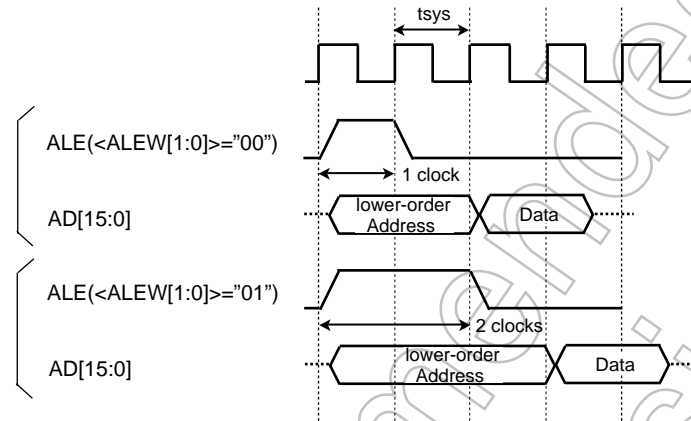 tsys
ALE(<ALEW[1:0]>=”00”)
1 clock
AD[15:0]
lower-order
Address
Data
ALE(<ALEW[1:0]>=”01”)
2 clocks
AD[15:0]
lower-order
Address
Data